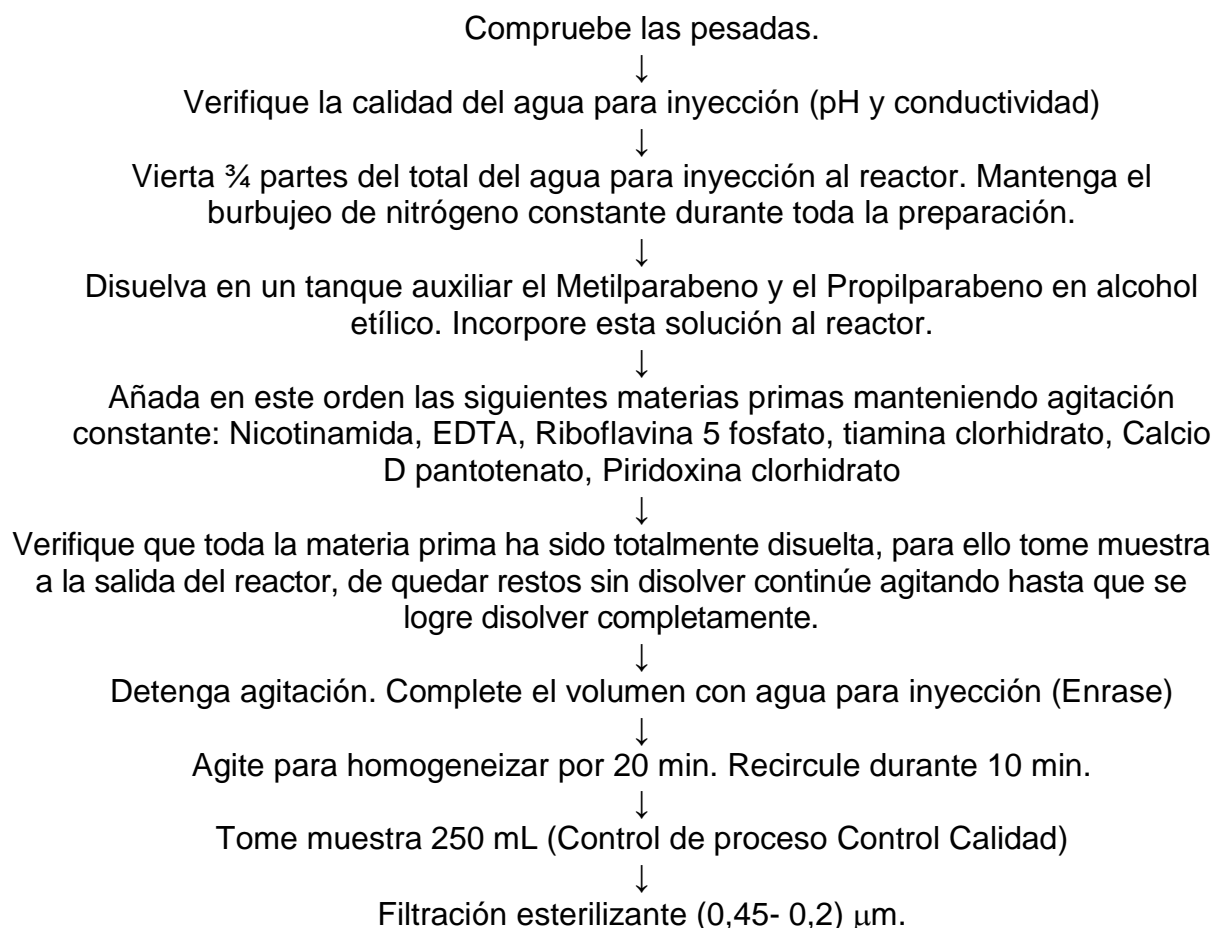 Compruebe las pesadas.
↓
Verifique la calidad del agua para inyección (pH y conductividad)
↓
Vierta ¾ partes del total del agua para inyección al reactor. Mantenga el
burbujeo de nitrógeno constante durante toda la preparación.
↓
Disuelva en un tanque auxiliar el Metilparabeno y el Propilparabeno en alcohol
etílico. Incorpore esta solución al reactor.
↓
Añada en este orden las siguientes materias primas manteniendo agitación
constante: Nicotinamida, EDTA, Riboflavina 5 fosfato, tiamina clorhidrato, Calcio
D pantotenato, Piridoxina clorhidrato
↓
Verifique que toda la materia prima ha sido totalmente disuelta, para ello tome muestra
a la salida del reactor, de quedar restos sin disolver continúe agitando hasta que se
logre disolver completamente.
↓
Detenga agitación. Complete el volumen con agua para inyección (Enrase)
↓
Agite para homogeneizar por 20 min. Recircule durante 10 min.
↓
Tome muestra 250 mL (Control de proceso Control Calidad)
↓
Filtración esterilizante (0,45- 0,2) μm.